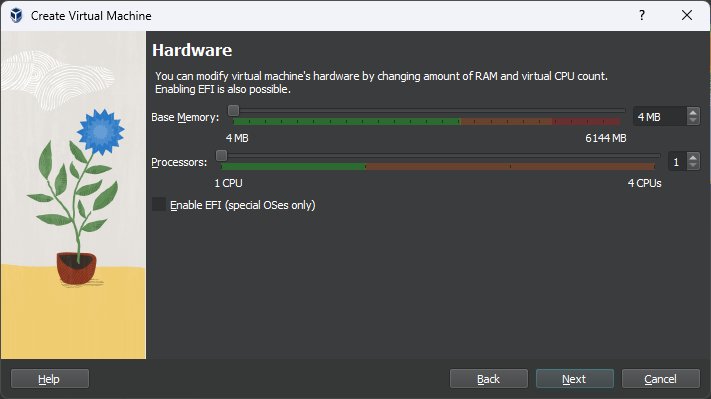 Create Virtual Machine
?
Hardware
You can modify virtual machine's hardware by changing amount of RAM and virtual CPU count.
Enabling EFI is also possible.
Base Memory:
4 MB
4 MB
6144 MB
Processors:
1
1 CPU
4 CPUs
Enable EFI (special OSes only)
Help
Back
Next
Cancel